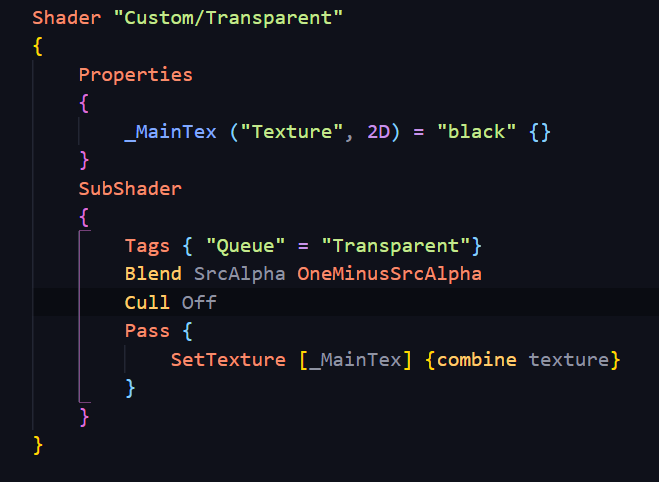 Shader "Custom/Transparent"
{
    Properties
    {
        _MainTex ("Texture", 2D) = "black" {}
    }
    SubShader
    {
        Tags { "Queue" = "Transparent"}
        Blend SrcAlpha OneMinusSrcAlpha
        Cull Off
        Pass {
            SetTexture [_MainTex] {combine texture}
        }
    }
}